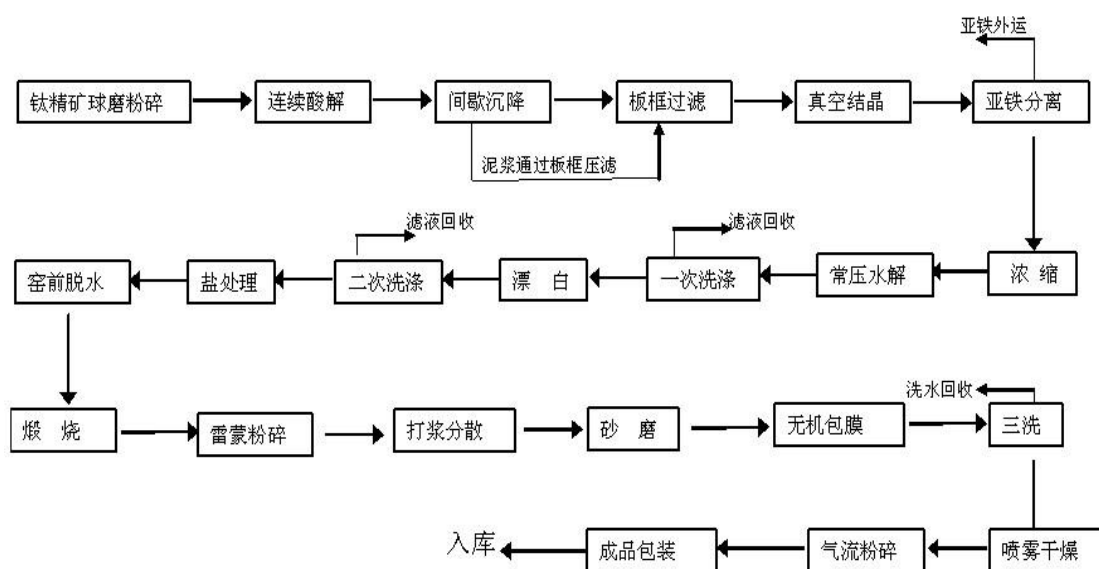 亚铁外运
钛精矿球磨粉碎
连续酸解
间歇沉降
板框过滤
真空结晶
亚铁分离
泥浆通过板框压滤
滤液回收
滤液回收
窑前脱水
盐处理
二次洗涤
漂 白
一次洗涤
常压水解
浓 缩
洗水回收
煅 烧
雷蒙粉碎
打浆分散
砂 磨
无机包膜
三洗
入库
成品包装
气流粉碎
喷雾干燥